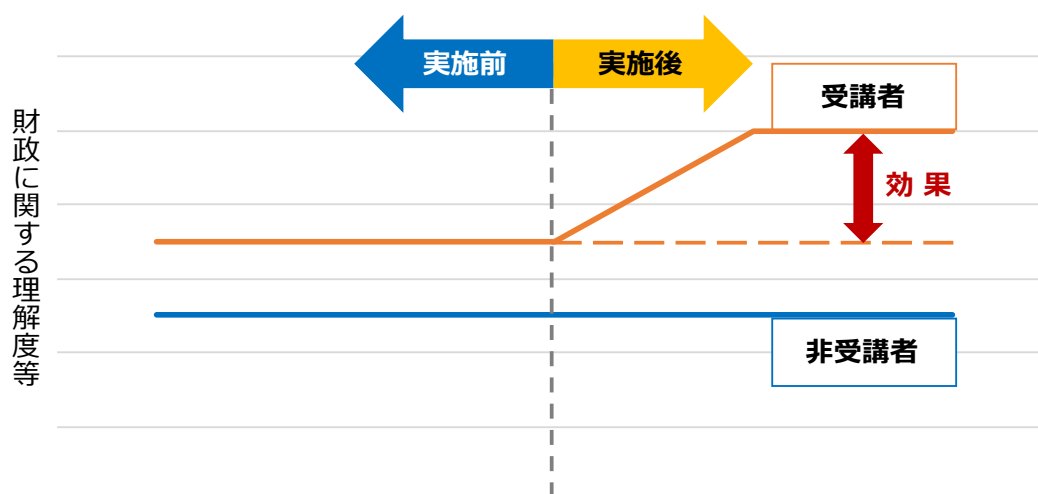 実施前
実施後
受講者
効果
非受講者
財政に関する理解度等